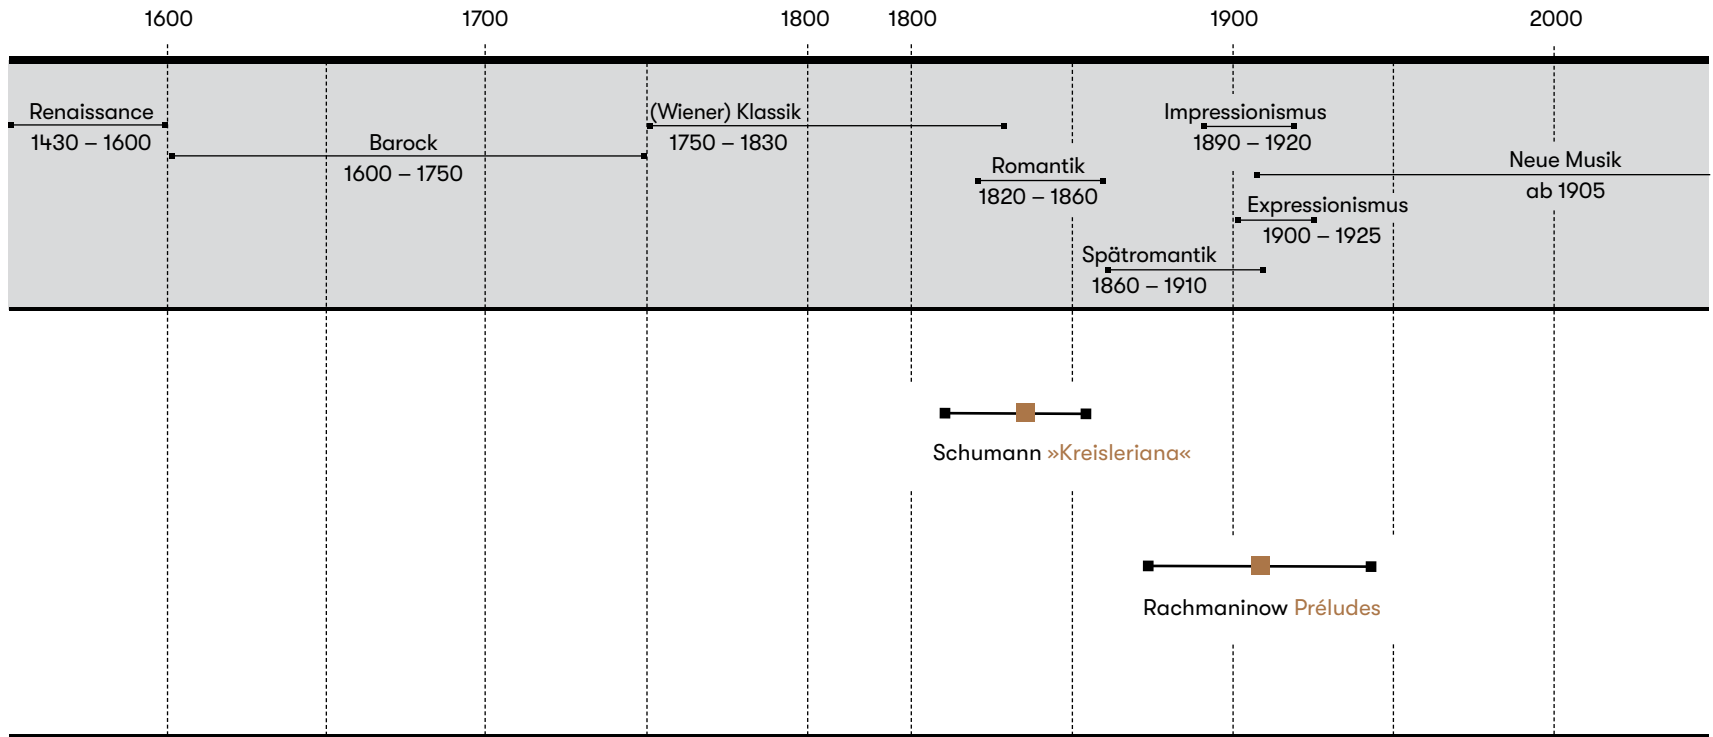 1600 1700 1800 1800 1900 2000
Renaissance
1430 – 1600
Barock
1600 – 1750
(Wiener) Klassik
1750 – 1830
Romantik
1820 – 1860
Spätromantik
1860 – 1910
Impressionismus
1890 – 1920
Expressionismus
1900 – 1925
Neue Musik
ab 1905
Schumann »Kreisleriana«
Rachmaninow Préludes